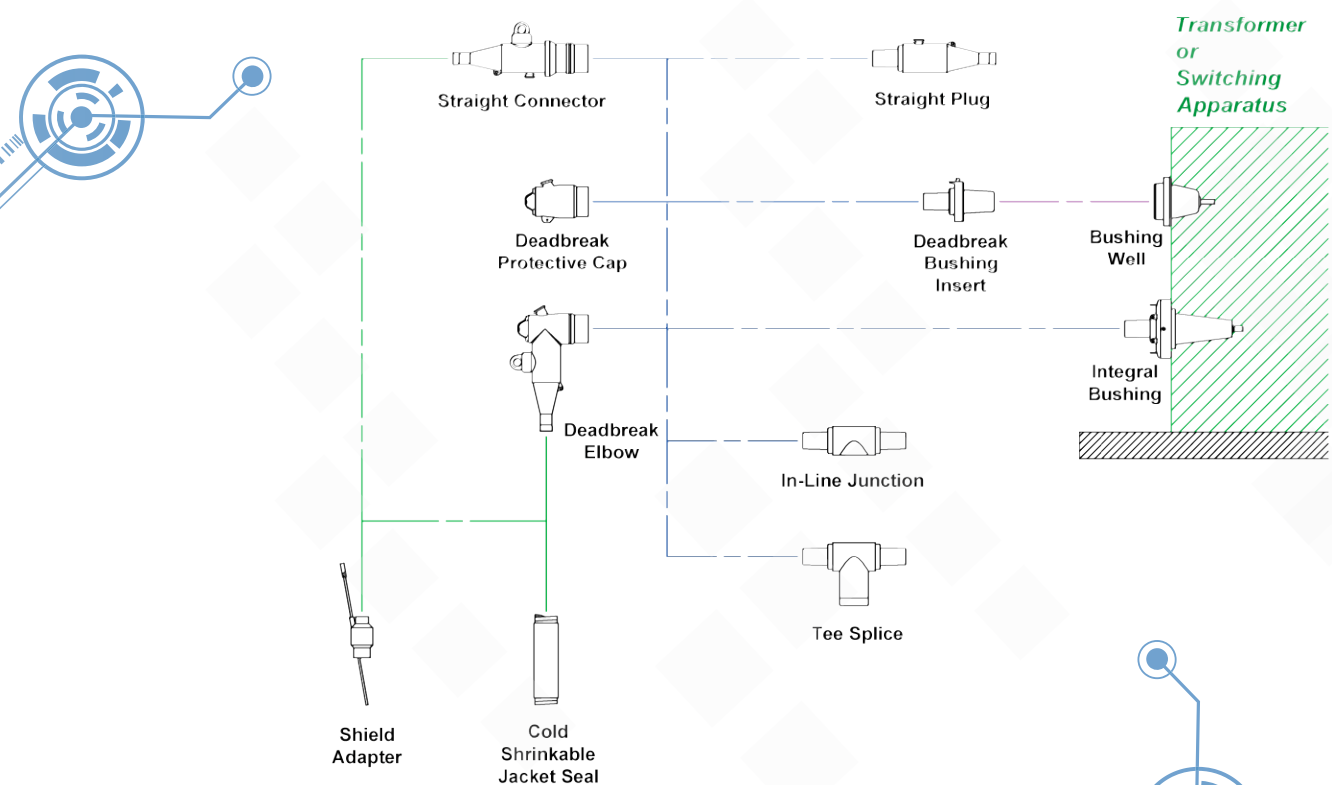 Transformer
or
Switching
Apparatus
Straight Connector
Straight Plug
Deadbreak
Protective Cap
Deadbreak
Bushing
Insert
Bushing
Well
Integral
Bushing
Deadbreak
Elbow
In-Line Junction
Tee Splice
Shield
Adapter
Cold
Shrinkable
Jacket Seal